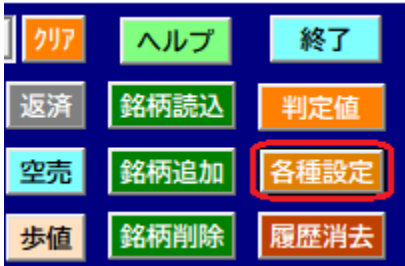 クリア ヘルプ 終了
返済 銘柄読込 判定値
空売 銘柄追加 各種設定
歩値 銘柄削除 履歴消去